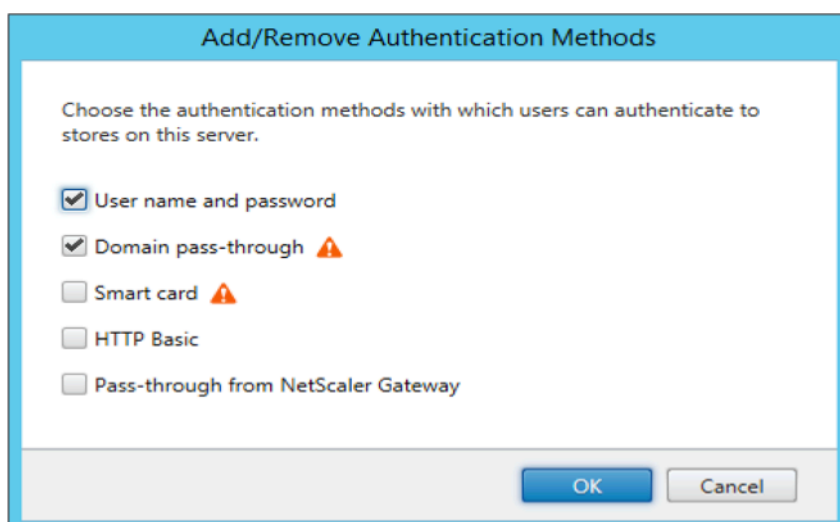 Add/Remove Authentication Methods
Choose the authentication methods with which users can authenticate to
stores on this server.
User name and password
Domain pass-through
Smart card
HTTP Basic
Pass-through from NetScaler Gateway
OK
Cancel